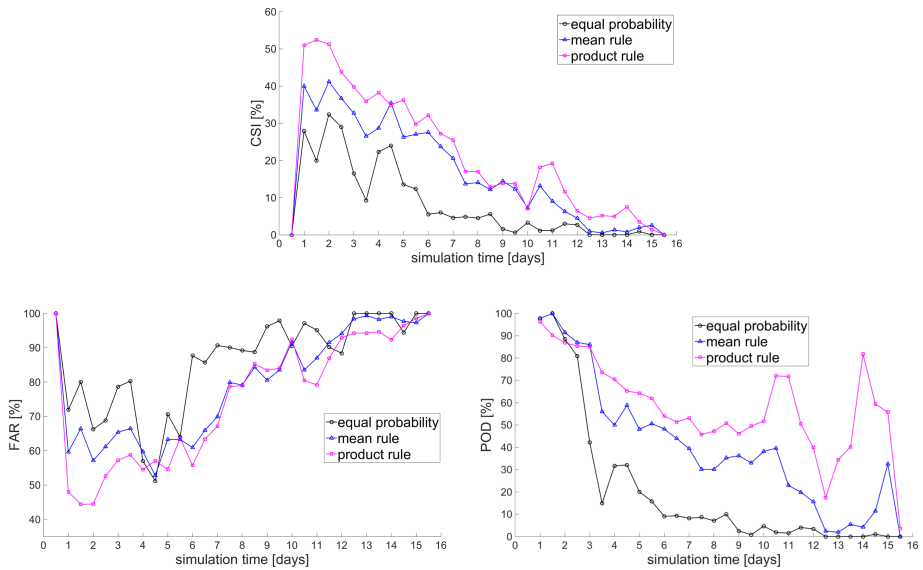 60
50
40
30
20
10
0
CSI [%]
equal probability
mean rule
product rule
1 2 3 4 5 6 7 8 9 10 11 12 13 14 15 16
simulation time [days]
100
90
80
70
60
50
40
FAR [%]
equal probability
mean rule
product rule
0 1 2 3 4 5 6 7 8 9 10 11 12 13 14 15 16
simulation time [days]
100
90
80
70
60
50
40
30
20
10
0
POD [%]
equal probability
mean rule
product rule
0 1 2 3 4 5 6 7 8 9 10 11 12 13 14 15 16
simulation time [days]